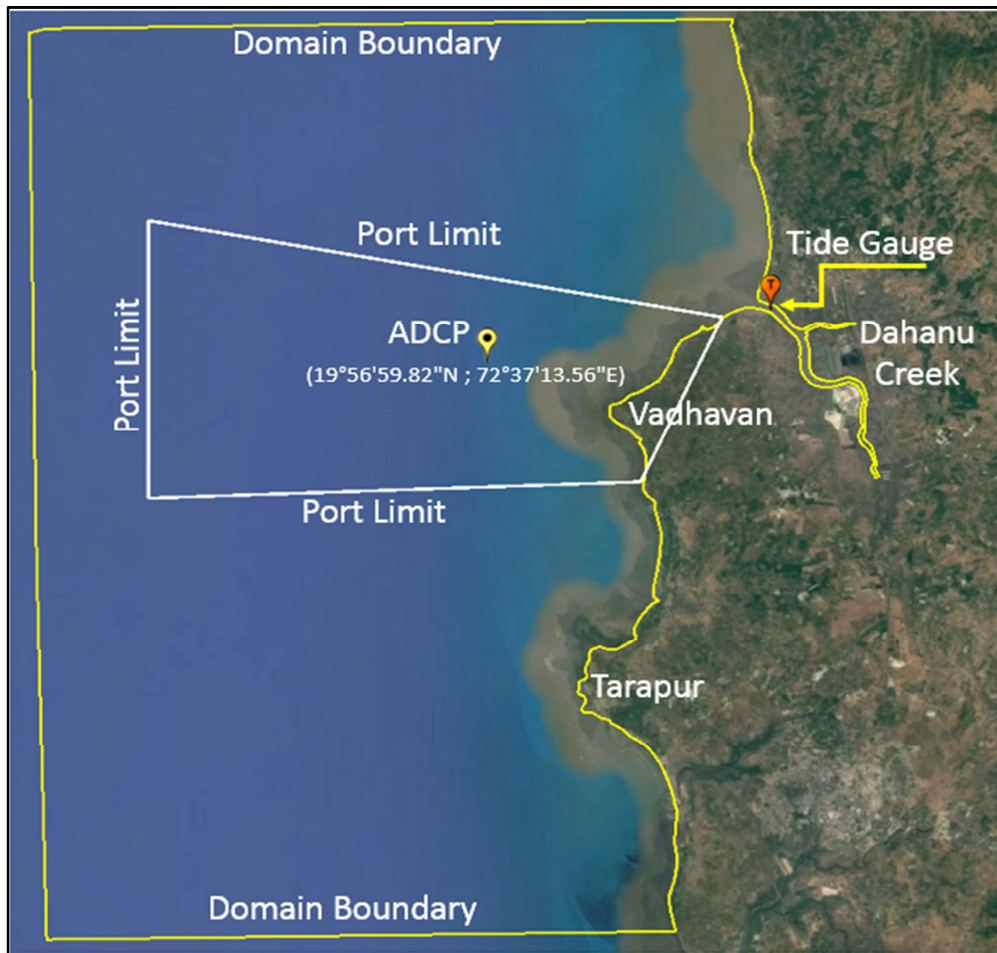 Domain Boundary
Port Limit
Tide Gauge
T
Port Limit
ADCP
(19°56'59.82"N ; 72°37'13.56"E)
Dahanu
Creek
Vadhavan
Port Limit
Tarapur
Domain Boundary